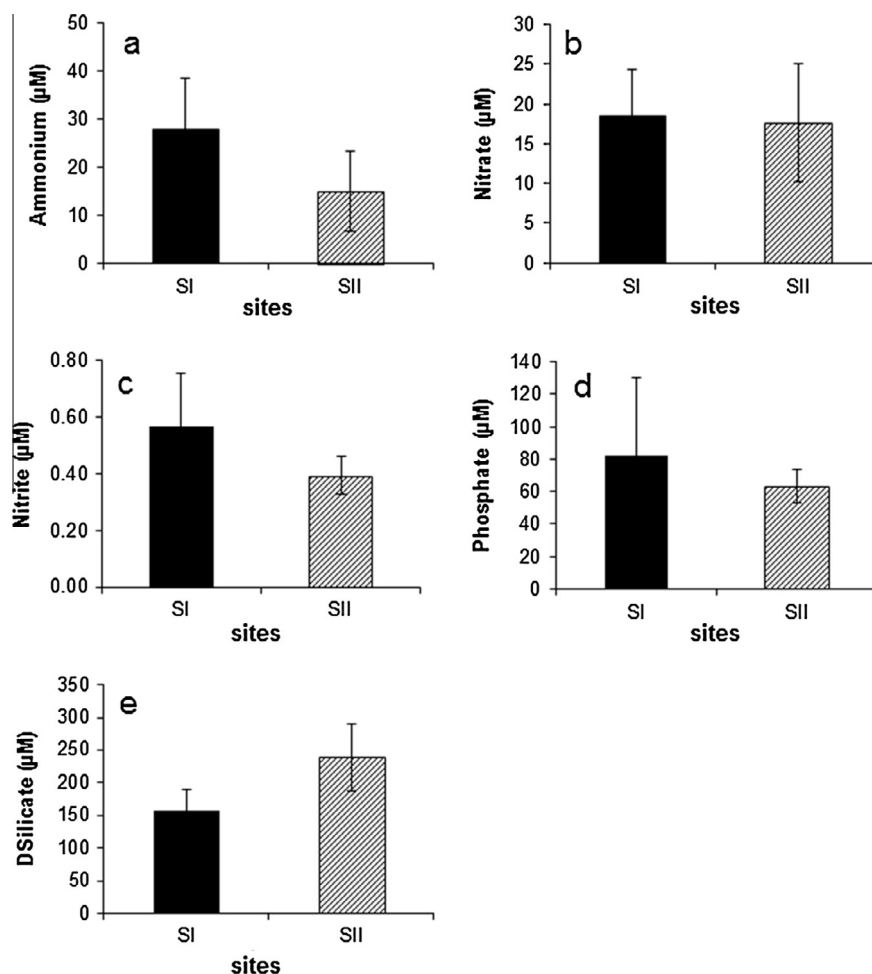 a
Ammonium (µM)
50
40
30
20
10
0
SI SII
sites
b
Nitrate (µM)
35
30
25
20
15
10
5
0
SI SII
sites
c
Nitrite (µM)
0.80
0.60
0.40
0.20
0.00
SI SII
sites
d
Phosphate (µM)
140
120
100
80
60
40
20
0
SI SII
sites
e
DSilicate (µM)
350
300
250
200
150
100
50
0
SI SII
sites